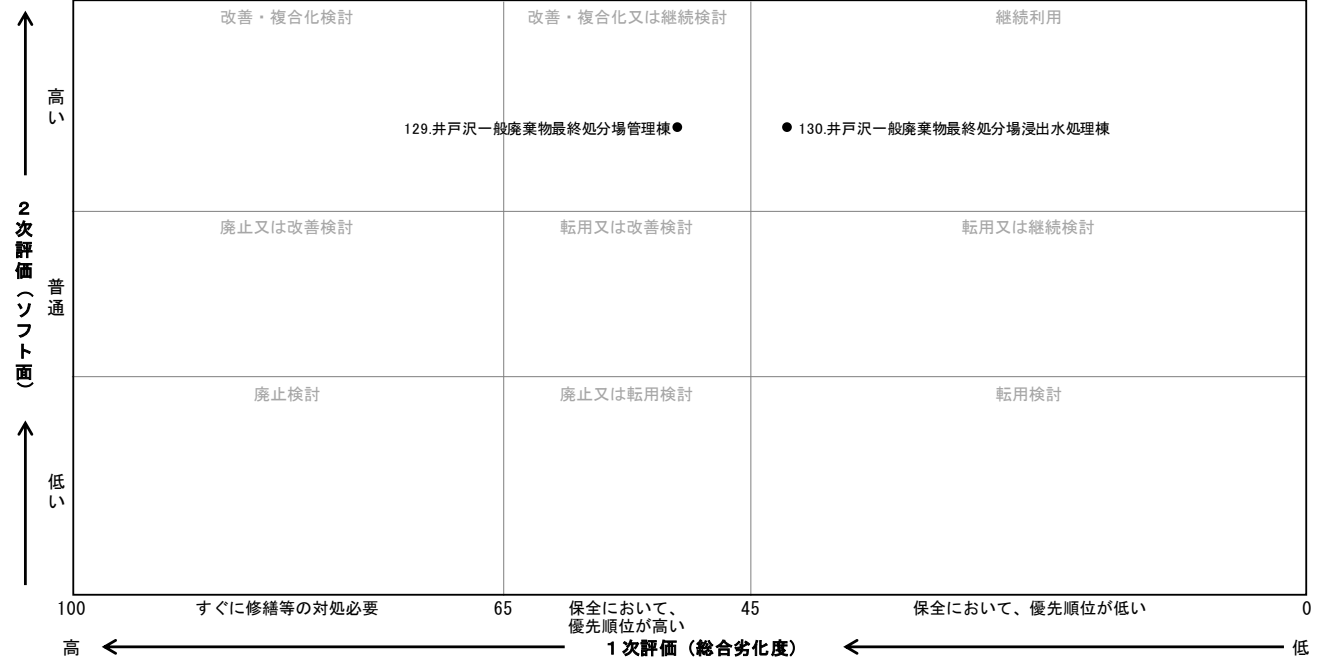 改善・複合化検討
改善・複合化又は継続検討
継続利用
高い
129.井戸沢一般廃棄物最終処分場管理棟
130.井戸沢一般廃棄物最終処分場浸出水処理棟
２次評価（ソフト面）
廃止又は改善検討
転用又は改善検討
転用又は継続検討
普通
廃止検討
廃止又は転用検討
転用検討
低い
100
すぐに修繕等の対処必要
65
保全において、
優先順位が高い
45
保全において、優先順位が低い
0
高
１次評価（総合劣化度）
低